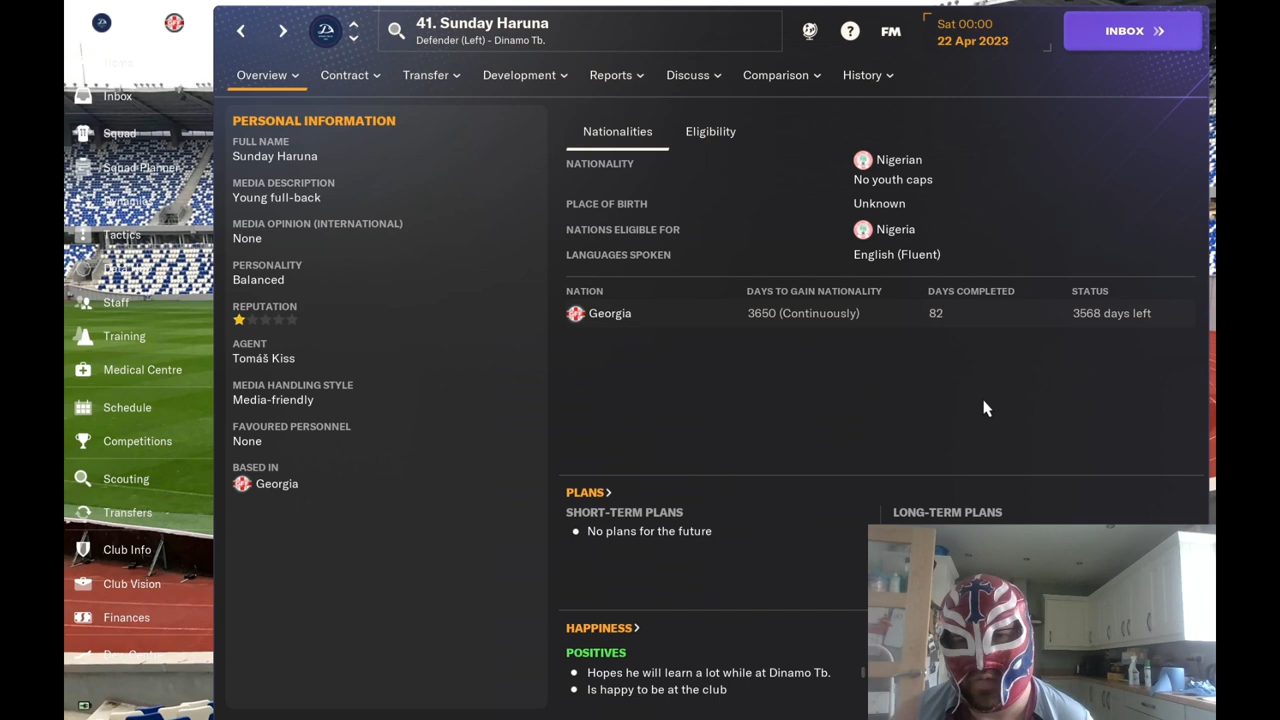 41. Sunday Haruna
Defender (Left) - Dinamo Tb.
?
FM
Sat 00:00
22 Apr 2023
INBOX
Overview
Contract
Transfer
Development
Reports
Discuss
Comparison
History
Inbox
Squad
Squad Planner
Dynamics
Tactics
Staff
Training
Medical Centre
Schedule
Competitions
Scouting
Transfers
Club Info
Club Vision
Finances
PERSONAL INFORMATION
FULL NAME
Sunday Haruna
MEDIA DESCRIPTION
Young full-back
MEDIA OPINION (INTERNATIONAL)
None
PERSONALITY
Balanced
REPUTATION
AGENT
Tomáš Kiss
MEDIA HANDLING STYLE
Media-friendly
FAVOURED PERSONNEL
None
BASED IN
Georgia
Nationalities
Eligibility
NATIONALITY
Nigerian
No youth caps
PLACE OF BIRTH
Unknown
NATIONS ELIGIBLE FOR
Nigeria
LANGUAGES SPOKEN
English (Fluent)
NATION DAYS TO GAIN NATIONALITY DAYS COMPLETED STATUS
Georgia 3650 (Continuously) 82 3568 days left
PLANS
SHORT-TERM PLANS
No plans for the future
LONG-TERM PLANS
HAPPINESS
POSITIVES
Hopes he will learn a lot while at Dinamo Tb.
Is happy to be at the club